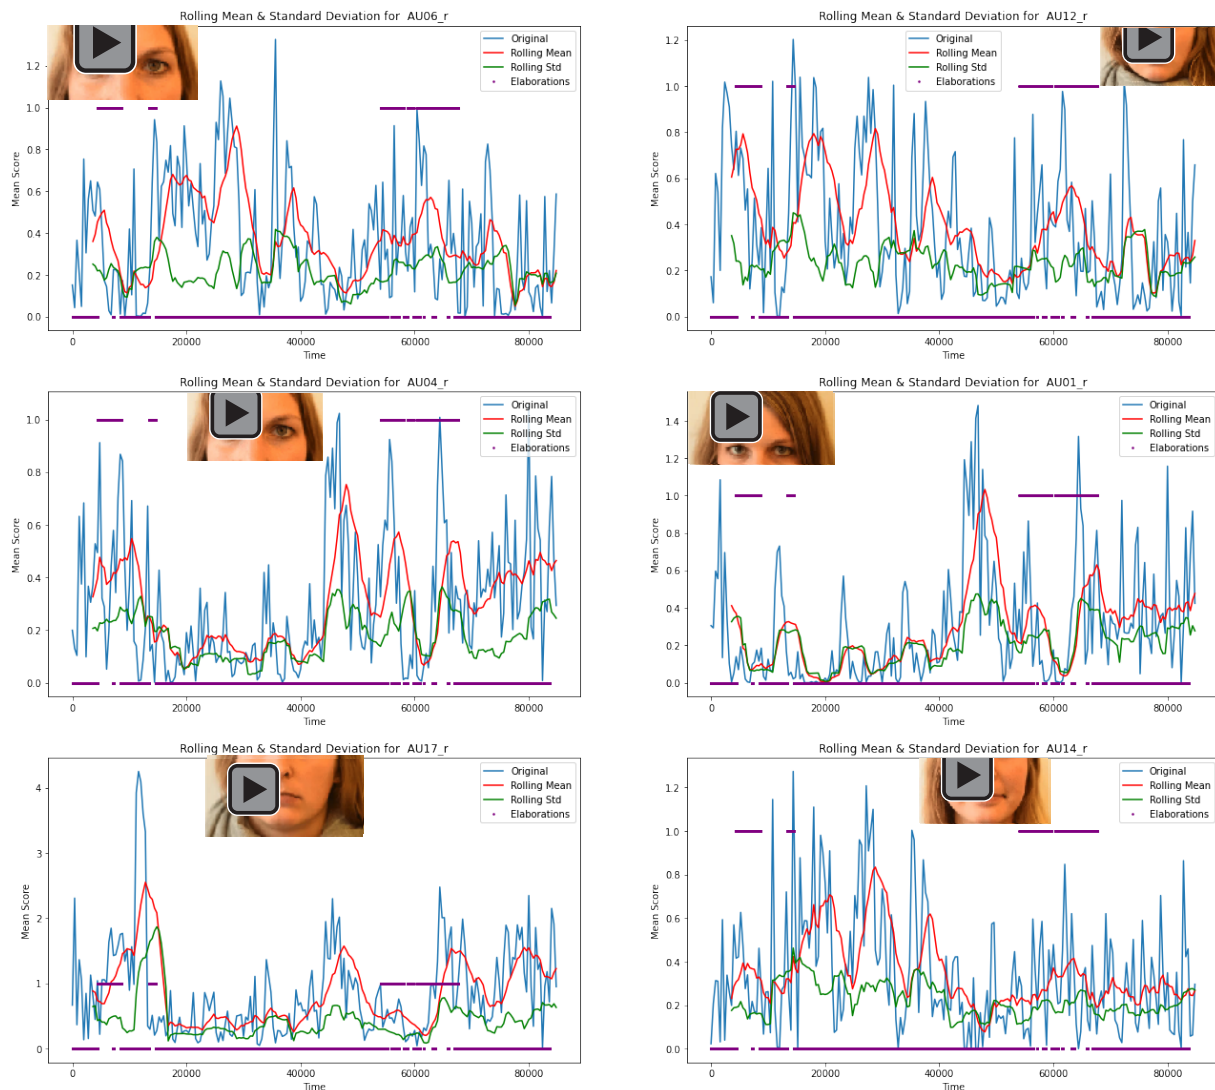 Rolling Mean & Standard Deviation for AU06_r
Original
Rolling Mean
Rolling Std
Elaborations
Mean Score
1.2
1.0
0.8
0.6
0.4
0.2
0.0
0
20000
40000
60000
80000
Time
Rolling Mean & Standard Deviation for AU12_r
Original
Rolling Mean
Rolling Std
Elaborations
Mean Score
1.2
1.0
0.8
0.6
0.4
0.2
0.0
0
20000
40000
60000
80000
Time
Rolling Mean & Standard Deviation for AU04_r
Original
Rolling Mean
Rolling Std
Elaborations
Mean Score
1.0
0.8
0.6
0.4
0.2
0.0
0
20000
40000
60000
80000
Time
Rolling Mean & Standard Deviation for AU01_r
Original
Rolling Mean
Rolling Std
Elaborations
Mean Score
1.4
1.2
1.0
0.8
0.6
0.4
0.2
0.0
0
20000
40000
60000
80000
Time
Rolling Mean & Standard Deviation for AU17_r
Original
Rolling Mean
Rolling Std
Elaborations
Mean Score
4
3
2
1
0
0
20000
40000
60000
80000
Time
Rolling Mean & Standard Deviation for AU14_r
Original
Rolling Mean
Rolling Std
Elaborations
Mean Score
1.2
1.0
0.8
0.6
0.4
0.2
0.0
0
20000
40000
60000
80000
Time